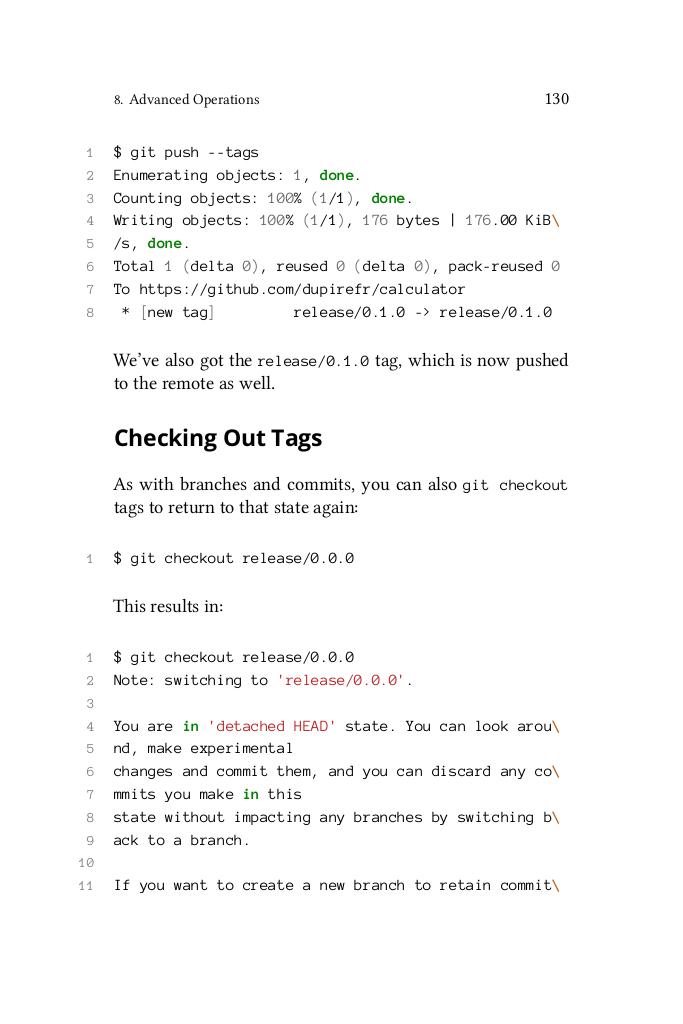 8. Advanced Operations 130
1 $ git push --tags
2 Enumerating objects: 1, done.
3 Counting objects: 100% (1/1), done.
4 Writing objects: 100% (1/1), 176 bytes | 176.00 KiB\
5 /s, done.
6 Total 1 (delta 0), reused 0 (delta 0), pack-reused 0
7 To https://github.com/dupirefr/calculator
8  * [new tag]         release/0.1.0 -> release/0.1.0
We've also got the release/0.1.0 tag, which is now pushed
to the remote as well.
Checking Out Tags
As with branches and commits, you can also git checkout
tags to return to that state again:
1 $ git checkout release/0.0.0
This results in:
1 $ git checkout release/0.0.0
2 Note: switching to 'release/0.0.0'.
3
4 You are in 'detached HEAD' state. You can look arou\
5 nd, make experimental
6 changes and commit them, and you can discard any co\
7 mmits you make in this
8 state without impacting any branches by switching b\
9 ack to a branch.
10
11 If you want to create a new branch to retain commit\